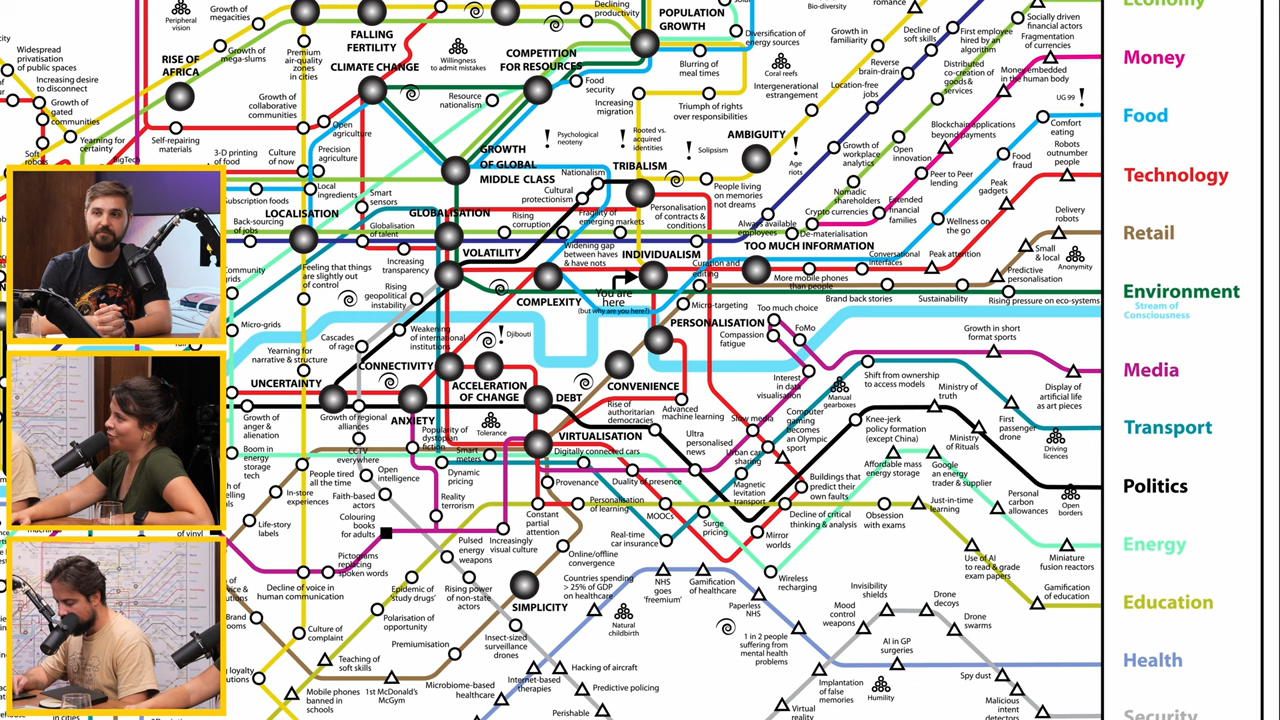 Peripheral
vision
Growth of
megacities
Declining
productivity
Bio-diversity
romance
Economy
Socially driven
financial actors
POPULATION
GROWTH
Widespread
privatisation
of public spaces
Growth of
mega-slums
Premium
air-quality
zones
in cities
FALLING
FERTILITY
Willingness
to admit mistakes
COMPETITION
FOR RESOURCES
Diversification of
energy sources
Growth in
familiarity
Decline of
soft skills
First employee
hired by an
algorithm
Fragmentation
of currencies
Money
RISE OF
AFRICA
CLIMATE CHANGE
Blurring of
meal times
Coral reefs
Reverse
brain-drain
Distributed
co-creation of
goods &
services
Money embedded
in the human body
Increasing desire
to disconnect
Growth of
collaborative
communities
Resource
nationalism
Food
security
Increasing
migration
Triumph of rights
over responsibilities
Intergenerational
estrangement
Location-free
jobs
UG 99
Food
Growth of
gated
communities
Yearning for
certainty
Self-repairing
materials
Open
agriculture
Psychological
neoteny
Rooted vs.
acquired
identities
Solipsism
AMBIGUITY
Blockchain applications
beyond payments
Comfort
eating
Soft
robots
BigTech
3-D printing
of food
Culture
of now
Precision
agriculture
GROWTH
OF GLOBAL
MIDDLE CLASS
TRIBALISM
Age
riots
Growth of
workplace
analytics
Open
innovation
Food
fraud
Robots
outnumber
people
Technology
Nationalism
Cultural
protectionism
People living on
memories
not dreams
Peer to Peer
lending
Peak
gadgets
Subscription foods
Local
ingredients
Smart
sensors
Nomadic
shareholders
Extended
financial
families
Delivery
robots
Back-sourcing
of jobs
LOCALISATION
GLOBALISATION
Globalisation
of talent
Rising
corruption
Fragility of
emerging markets
Personalisation
of contracts &
conditions
Always available
employees
Crypto currencies
De-materialisation
Wellness on
the go
Retail
VOLATILITY
Widening gap
between haves
& have nots
INDIVIDUALISM
TOO MUCH INFORMATION
Conversational
interfaces
Peak attention
Small
& local
Anonymity
Increasing
transparency
Feeling that things
are slightly out
of control
Curation and
editing
More mobile phones
than people
Predictive
personalisation
Rising
geopolitical
instability
COMPLEXITY
You are
here
(but why are you here?)
Micro-targeting
Brand back stories
Sustainability
Rising pressure on eco-systems
Environment
Stream of
Consciousness
Micro-grids
Cascades
of rage
Weakening
of international
institutions
Djibouti
PERSONALISATION
Too much choice
Compassion
fatigue
FoMo
Growth in short
format sports
Yearning for
narrative & structure
CONNECTIVITY
Media
UNCERTAINTY
ACCELERATION
OF CHANGE
DEBT
CONVENIENCE
Interest
in data
visualisation
Manual
gearboxes
Shift from ownership
to access models
Ministry of
truth
Display of
artificial life
as art pieces
Growth of
anger &
alienation
Growth of regional
alliances
ANXIETY
Tolerance
Rise of
authoritarian
democracies
Advanced
machine learning
Slow media
Computer
gaming
becomes
an Olympic
sport
Knee-jerk
policy formation
(except China)
Ministry
of Rituals
First
passenger
drone
Driving
licences
Transport
Popularity of
dystopian
fiction
VIRTUALISATION
Ultra
personalised
news
Boom in
energy
storage
tech
CCTV
everywhere
Smart
meters
Digitally connected cars
Urban car
sharing
Affordable mass
energy storage
Google
an energy
trader & supplier
People tired
all the time
Open
intelligence
Dynamic
pricing
Provenance
Duality of presence
Magnetic
levitation
transport
Buildings that
predict their
own faults
Politics
In-store
experiences
Faith-based
actors
Reality
terrorism
Personalisation
of learning
MOOCs
Surge
pricing
Decline of critical
thinking & analysis
Obsession
with exams
Just-in-time
learning
Personal
carbon
allowances
Open
borders
Life-story
labels
Colouring
books
for adults
Constant
partial
attention
Real-time
car insurance
Mirror
worlds
of vinyl
Pictograms
replacing
spoken words
Pulsed
energy
weapons
Increasingly
visual culture
Online/offline
convergence
Use of AI
to read & grade
exam papers
Miniature
fusion reactors
Energy
Decline of voice in
human communication
Epidemic of
'study drugs'
Rising power
of non-state
actors
SIMPLICITY
Countries spending
> 25% of GDP
on healthcare
NHS
goes
'freemium'
Gamification
of healthcare
Wireless
recharging
Invisibility
shields
Drone
decoys
Gamification
of education
Education
Culture of
complaint
Polarisation of
opportunity
Natural
childbirth
Paperless
NHS
Mood
control
weapons
Drone
swarms
Premiumisation
Insect-sized
surveillance
drones
1 in 2 people
suffering from
mental health
problems
AI in GP
surgeries
Health
Teaching of
soft skills
Hacking of aircraft
Internet-based
therapies
Spy dust
Mobile phones
banned in
schools
1st McDonald's
McGym
Microbiome-based
healthcare
Predictive policing
Implantation
of false
memories
Humility
Perishable
Virtual
reality
Malicious
intent
detectors
Security